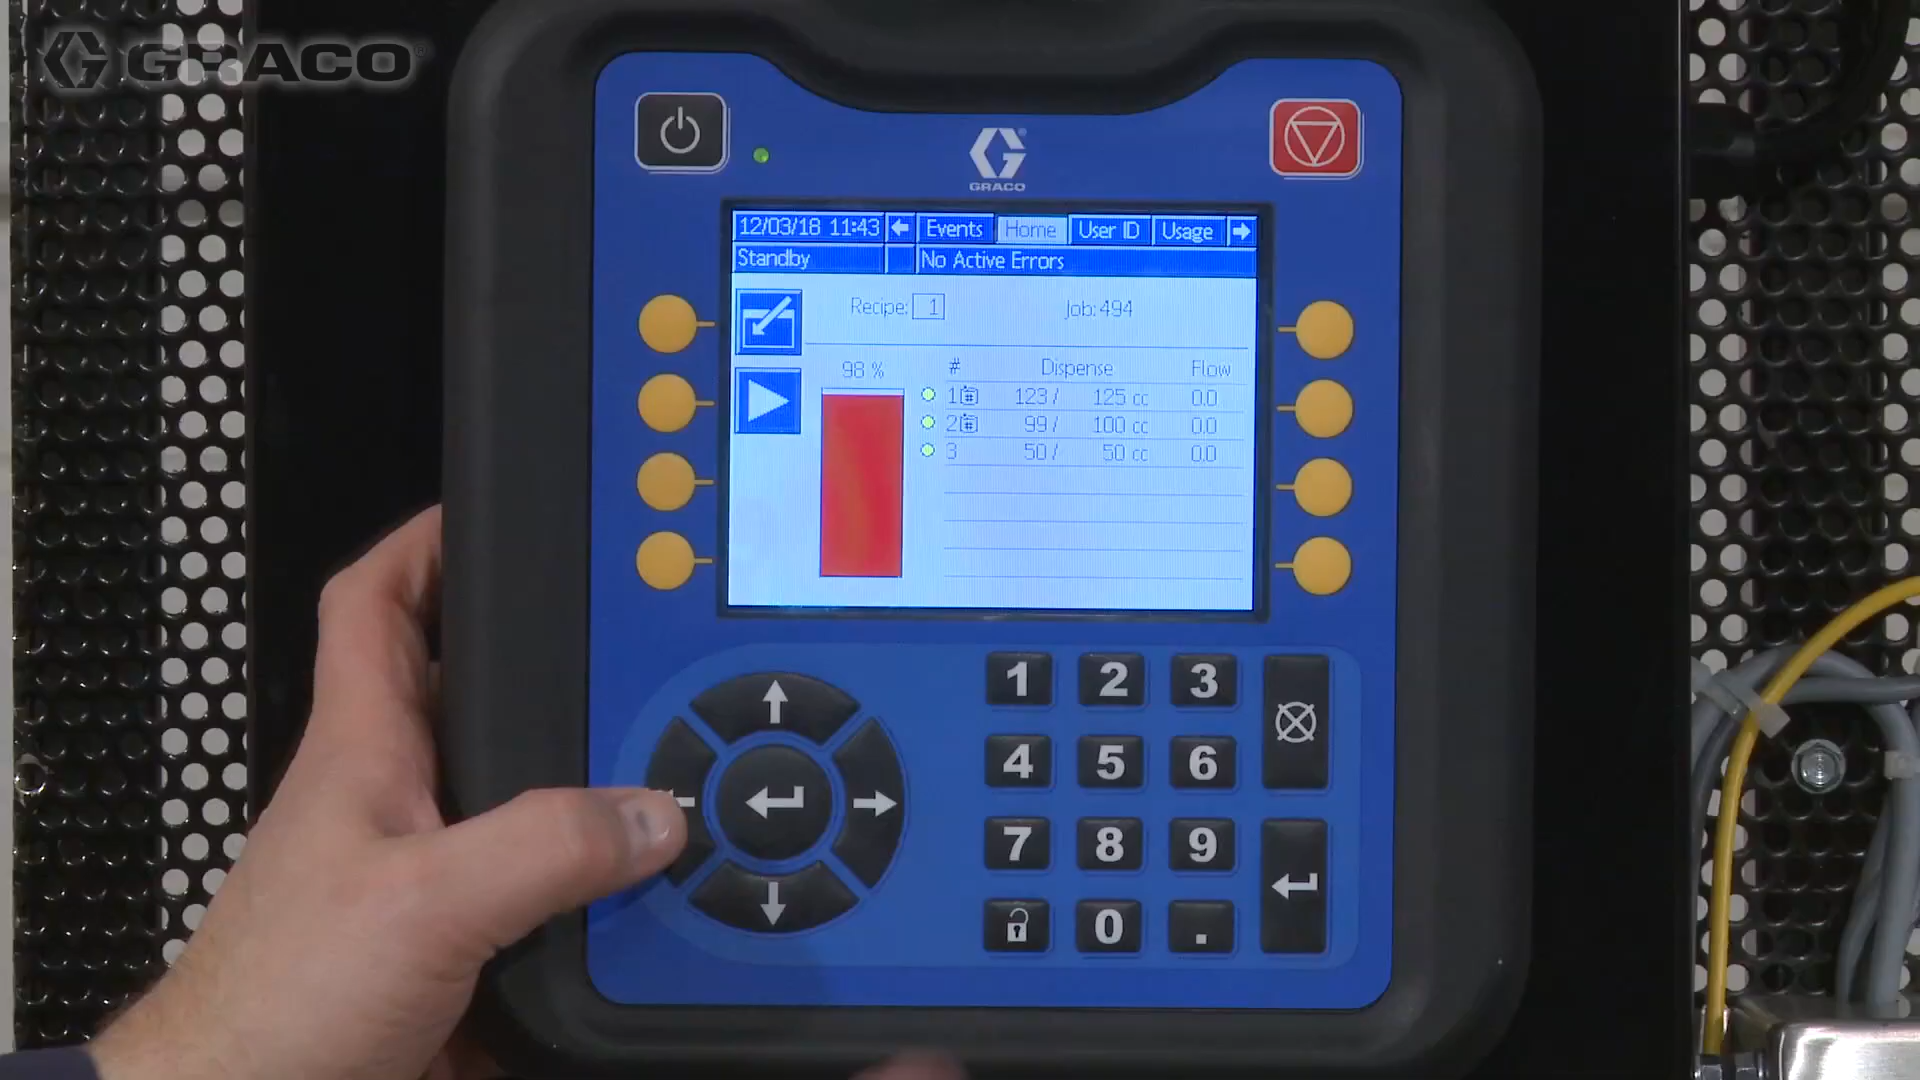 GRACO
GRACO
12/03/18 11:43 Events Home User ID Usage
Standby No Active Errors
Recipe: 1 Job: 494
98 % # Dispense Flow
1 123 / 125 cc 0.0
2 99 / 100 cc 0.0
3 50 / 50 cc 0.0
1 2 3
4 5 6
7 8 9
0 .